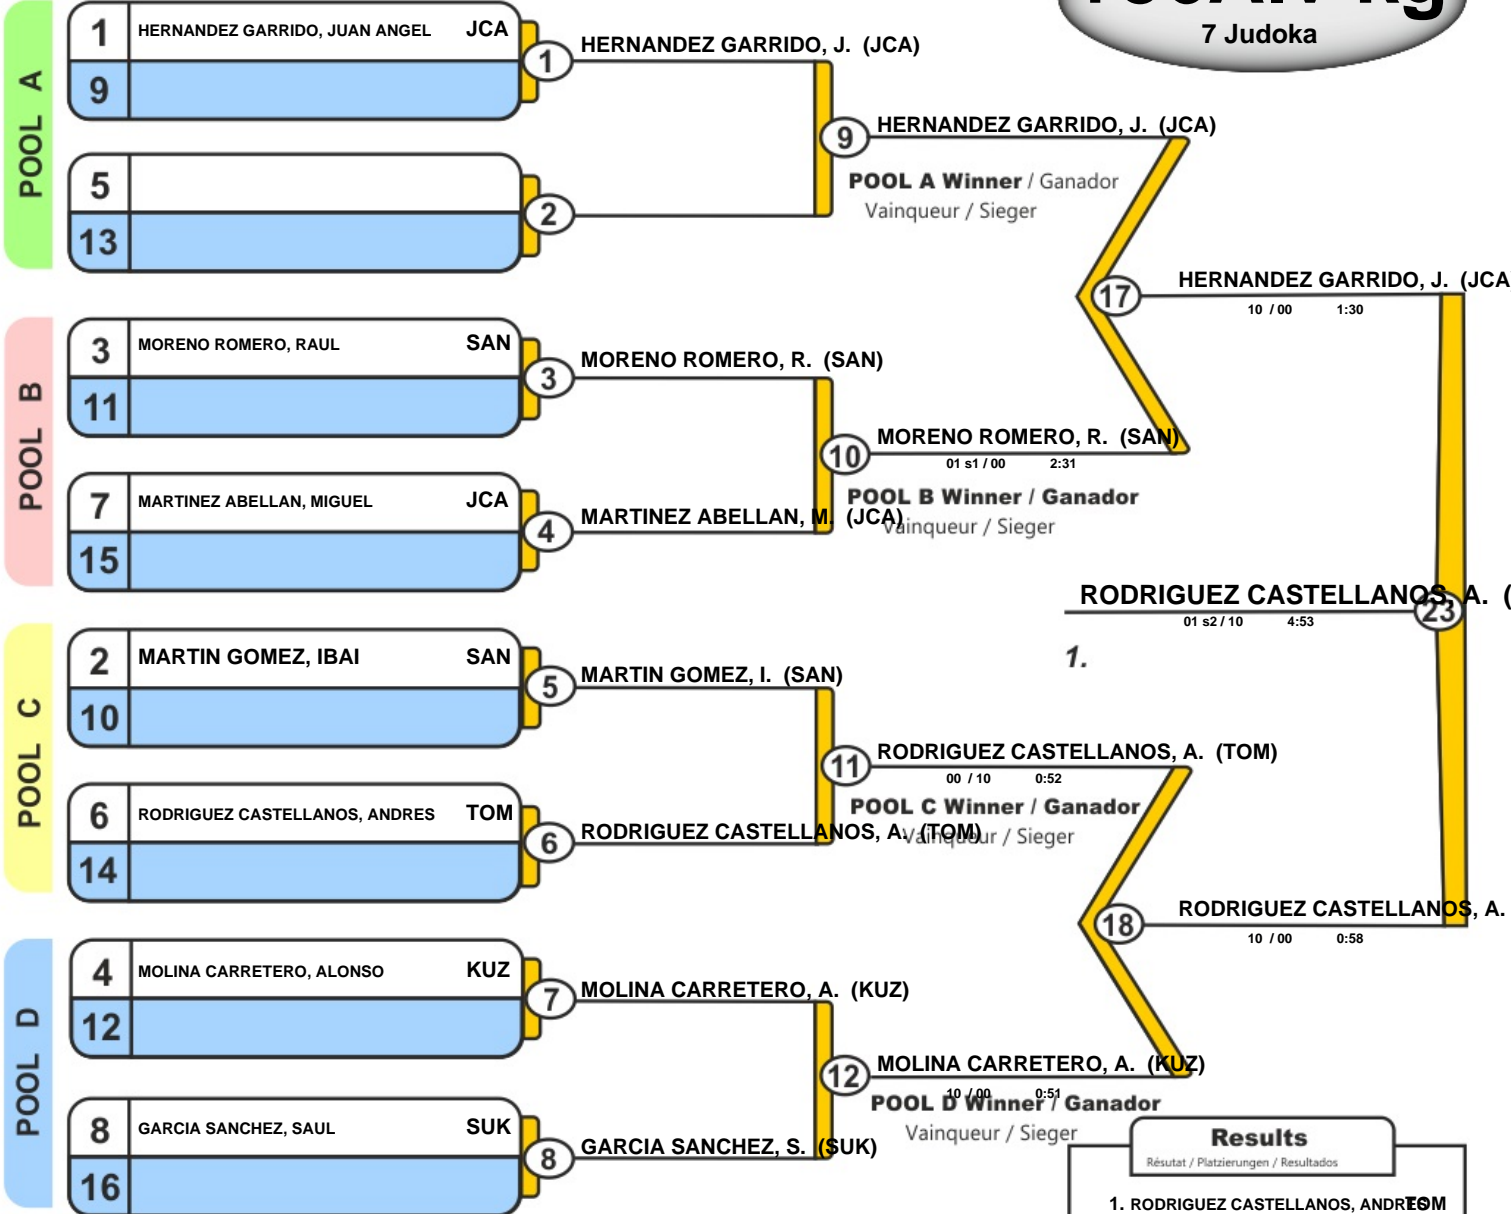 7 Judoka
POOL A
1 HERNANDEZ GARRIDO, JUAN ANGEL JCA
9
1 HERNANDEZ GARRIDO, J. (JCA)
5
13
2
9 HERNANDEZ GARRIDO, J. (JCA)
POOL A Winner / Ganador
Vainqueur / Sieger
17 HERNANDEZ GARRIDO, J. (JCA
10 / 00 1:30
POOL B
3 MORENO ROMERO, RAUL SAN
11
3 MORENO ROMERO, R. (SAN)
7 MARTINEZ ABELLAN, MIGUEL JCA
15
4 MARTINEZ ABELLAN, M. (JCA)
10 MORENO ROMERO, R. (SAN)
01 s1 / 00 2:31
POOL B Winner / Ganador
Vainqueur / Sieger
RODRIGUEZ CASTELLANOS, A. (
23
01 s2 / 10 4:53
1.
POOL C
2 MARTIN GOMEZ, IBAI SAN
10
5 MARTIN GOMEZ, I. (SAN)
6 RODRIGUEZ CASTELLANOS, ANDRES TOM
14
6 RODRIGUEZ CASTELLANOS, A. (TOM)
11 RODRIGUEZ CASTELLANOS, A. (TOM)
00 / 10 0:52
POOL C Winner / Ganador
Vainqueur / Sieger
18 RODRIGUEZ CASTELLANOS, A.
10 / 00 0:58
POOL D
4 MOLINA CARRETERO, ALONSO KUZ
12
7 MOLINA CARRETERO, A. (KUZ)
8 GARCIA SANCHEZ, SAUL SUK
16
8 GARCIA SANCHEZ, S. (SUK)
12 MOLINA CARRETERO, A. (KUZ)
10 / 00 0:51
POOL D Winner / Ganador
Vainqueur / Sieger
Results
Résutat / Platzierungen / Resultados
1. RODRIGUEZ CASTELLANOS, ANDRES TOM